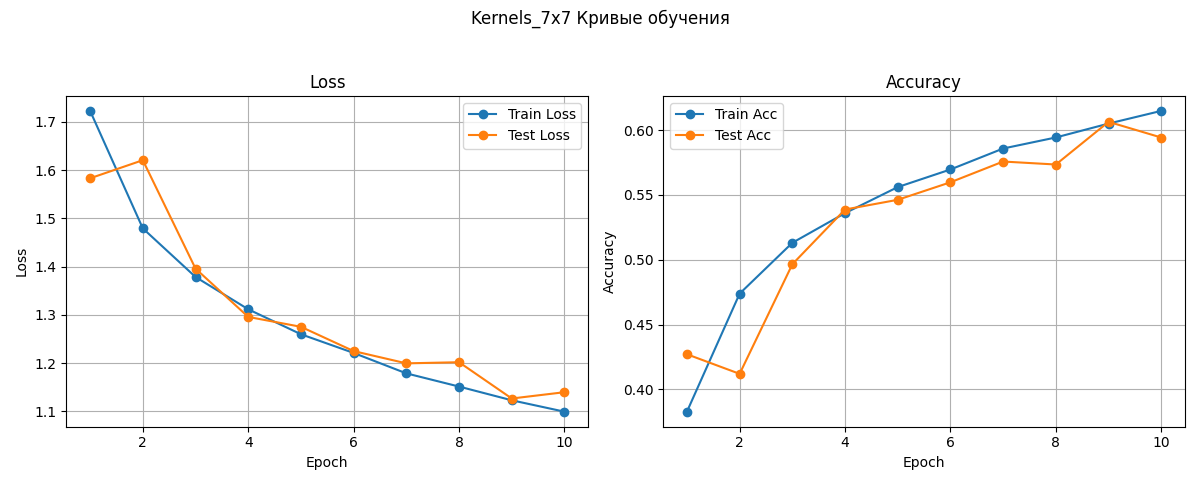 Kernels_7x7 Кривые обучения
Loss
1.7
1.6
1.5
1.4
1.3
1.2
1.1
Loss
Train Loss
Test Loss
2
4
6
8
10
Epoch
Accuracy
0.60
0.55
0.50
0.45
0.40
Accuracy
Train Acc
Test Acc
2
4
6
8
10
Epoch